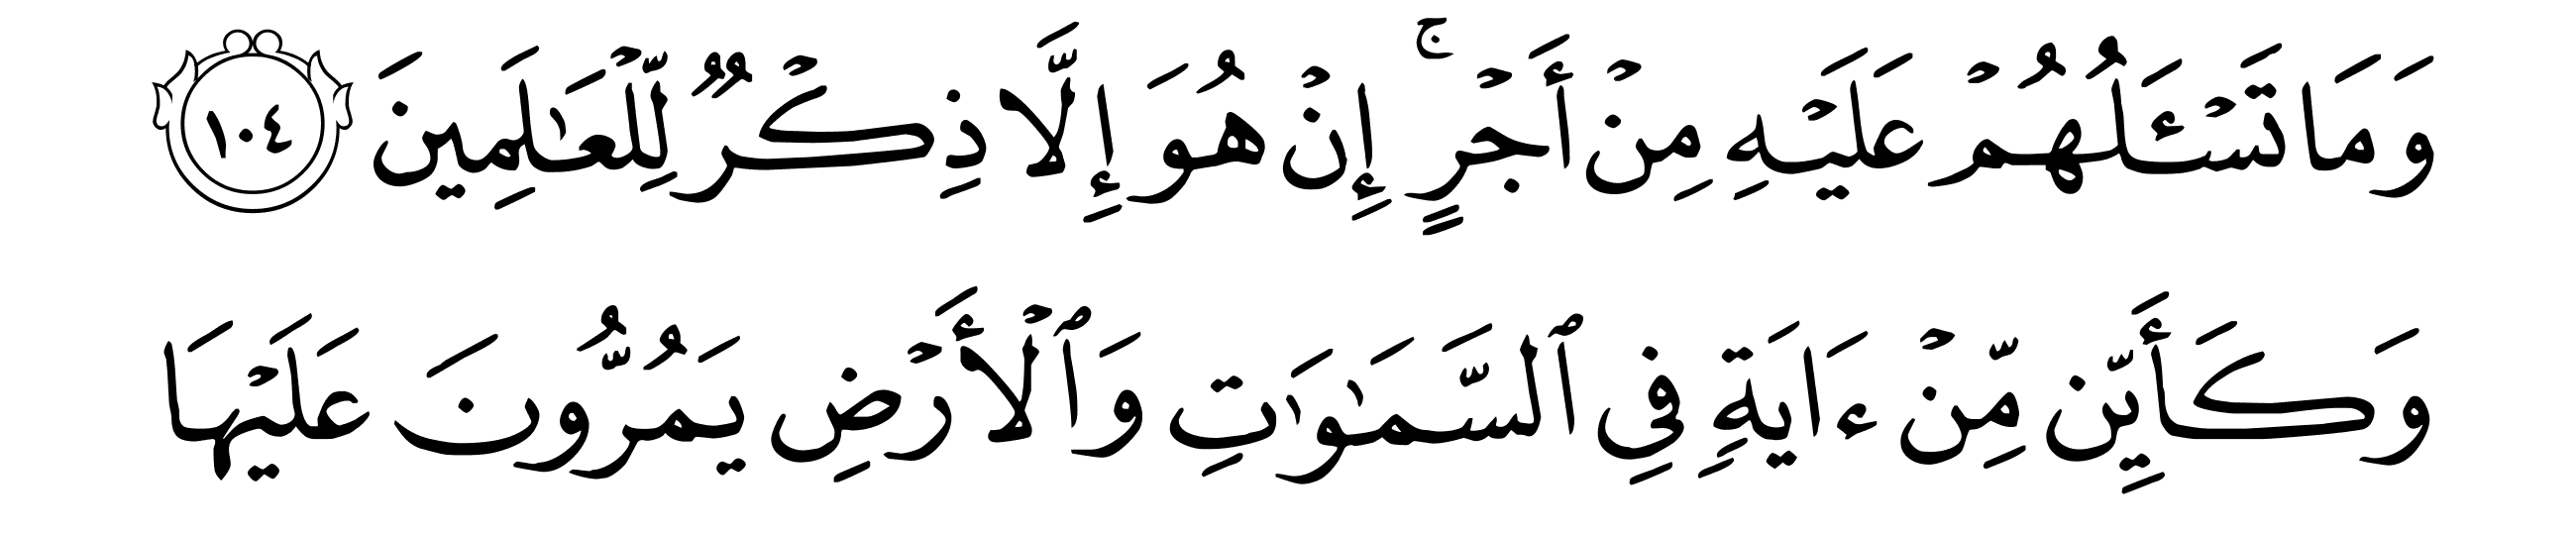 وَمَا تَسْـَٔلُهُمْ عَلَيْهِ مِنْ أَجْرٍ ۚ إِنْ هُوَ إِلَّا ذِكْرٌ لِّلْعَـٰلَمِينَ ١٠٤
وَكَأَيِّن مِّنْ ءَايَةٍ فِى ٱلسَّمَـٰوَٰتِ وَٱلْأَرْضِ يَمُرُّونَ عَلَيْهَا